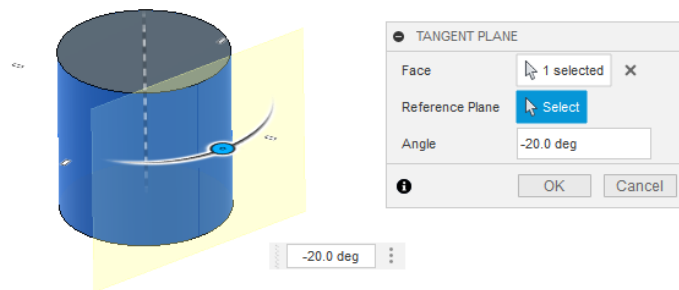 TANGENT PLANE
Face 1 selected
Reference Plane Select
Angle -20.0 deg
OK Cancel
-20.0 deg